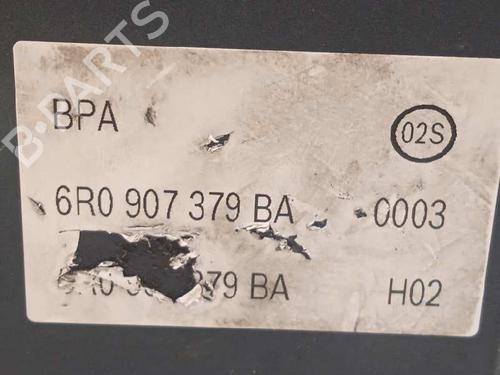 B-PARTS
BPA 02S
6R0 907 379 BA 0003
379 BA H02